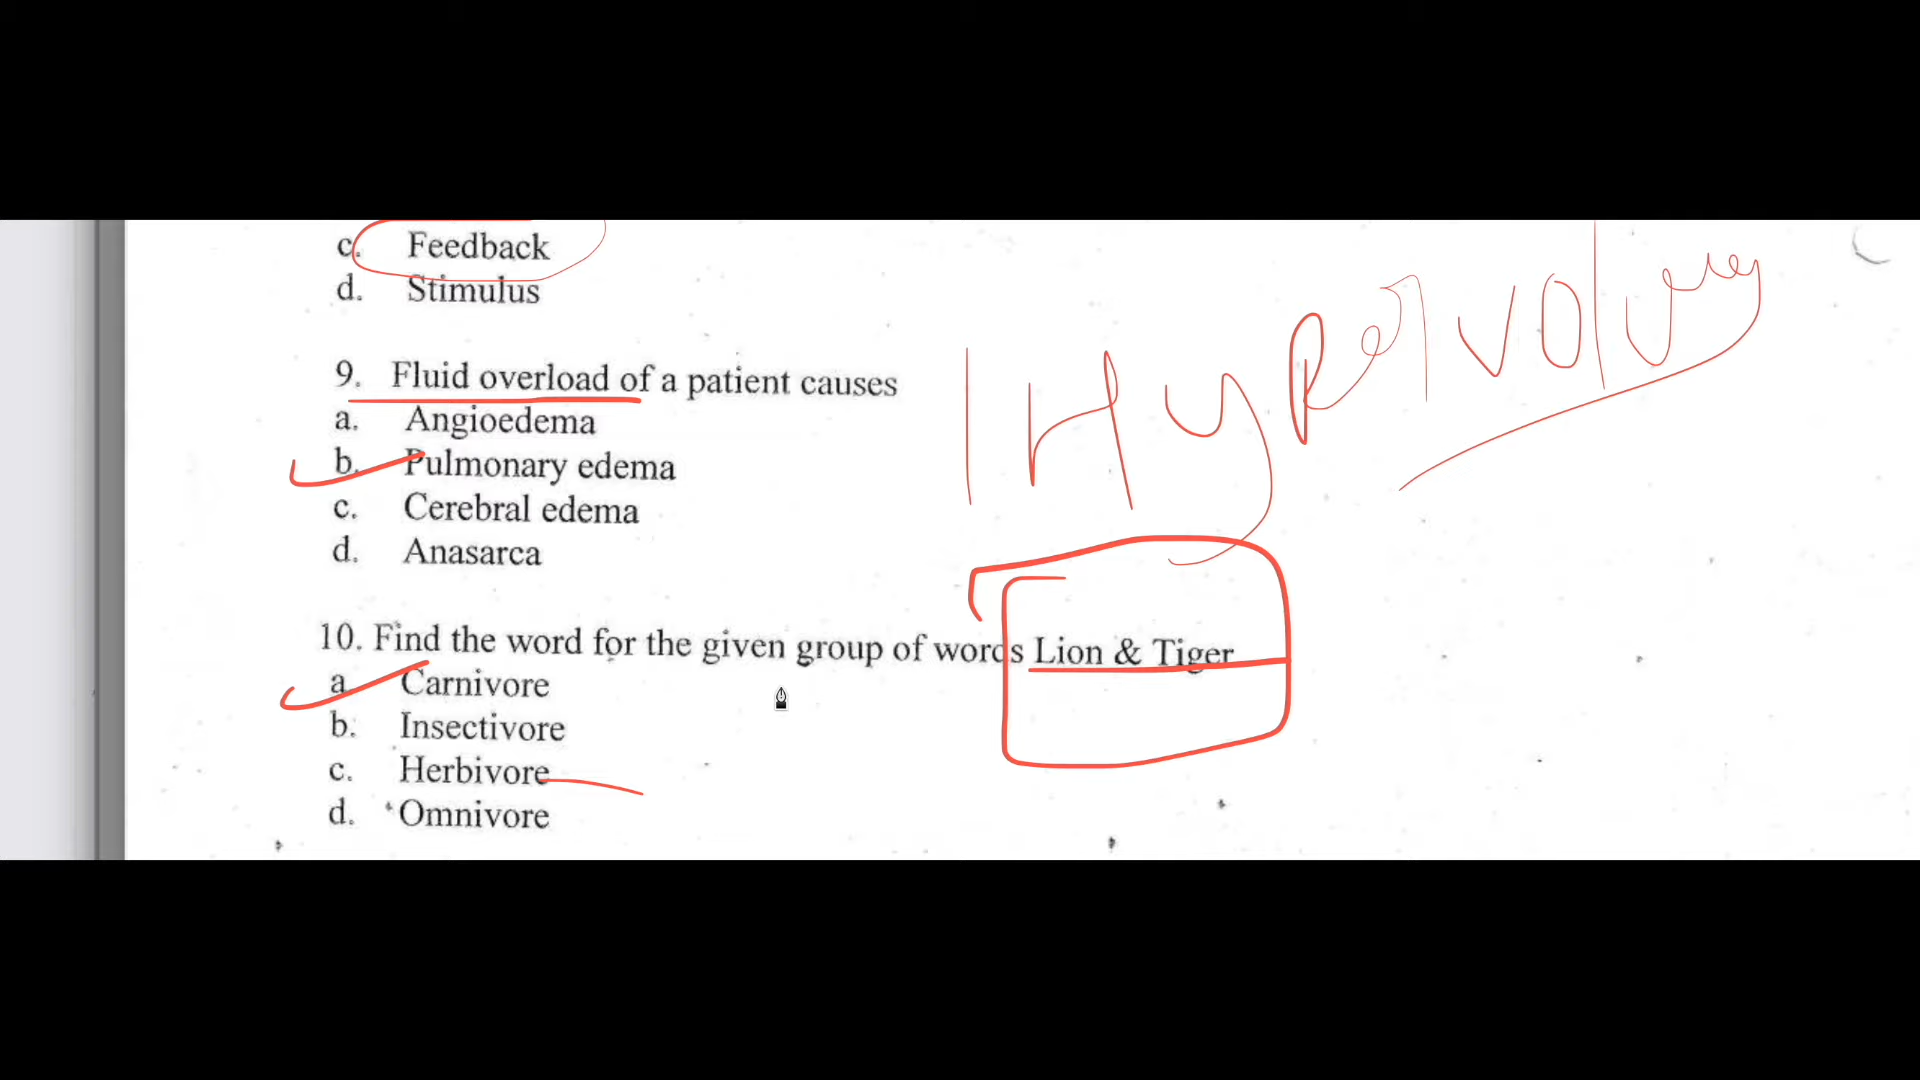 c. Feedback
d. Stimulus
9. Fluid overload of a patient causes
a. Angioedema
b. Pulmonary edema
c. Cerebral edema
d. Anasarca
10. Find the word for the given group of words Lion & Tiger
a Carnivore
b. Insectivore
c. Herbivore
d. Omnivore